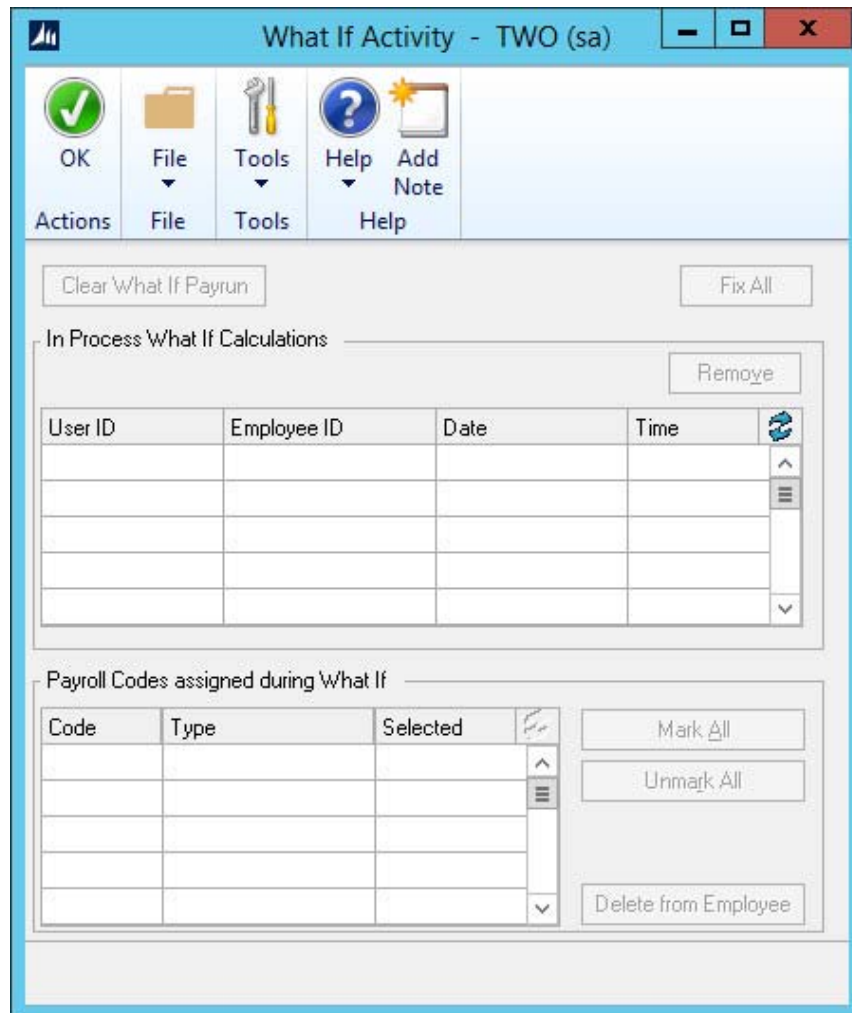 What If Activity - TWO (sa)
OK File Tools Help Add Note
Actions File Tools Help
Clear What If Payrun Fix All
In Process What If Calculations
Remove
User ID Employee ID Date Time
Payroll Codes assigned during What If
Code Type Selected Mark All
Unmark All
Delete from Employee